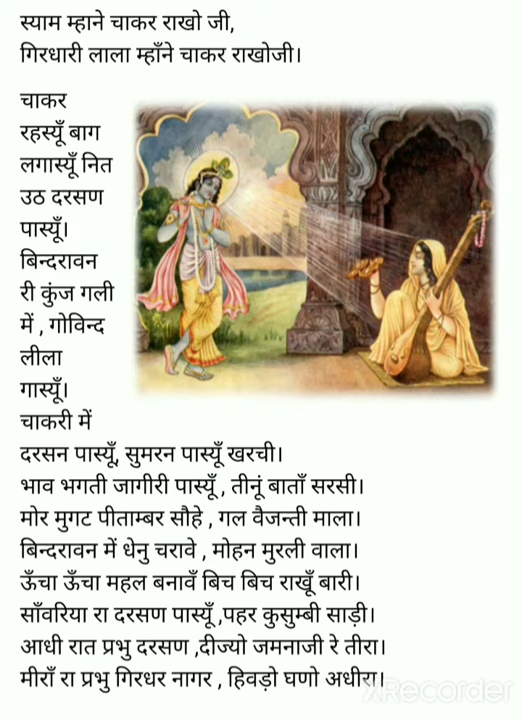 स्याम म्हाने चाकर राखो जी,
गिरधारी लाला म्हाँने चाकर राखोजी।
चाकर
रहस्यूँ बाग
लगास्यूँ नित
उठ दरसण
पास्यूँ।
बिन्दरावन
री कुंज गली
में , गोविन्द
लीला
गास्यूँ।
चाकरी में
दरसन पास्यूँ, सुमरन पास्यूँ खरची।
भाव भगती जागीरी पास्यूँ , तीनूं बाताँ सरसी।
मोर मुगट पीताम्बर सौहे , गल वैजन्ती माला।
बिन्दरावन में धेनु चरावे , मोहन मुरली वाला।
ऊँचा ऊँचा महल बनावँ बिच बिच राखूँ बारी।
साँवरिया रा दरसण पास्यूँ ,पहर कुसुम्बी साड़ी।
आधी रात प्रभु दरसण ,दीज्यो जमनाजी रे तीरा।
मीराँ रा प्रभु गिरधर नागर , हिवड़ो घणो अधीरा।
XRecorder